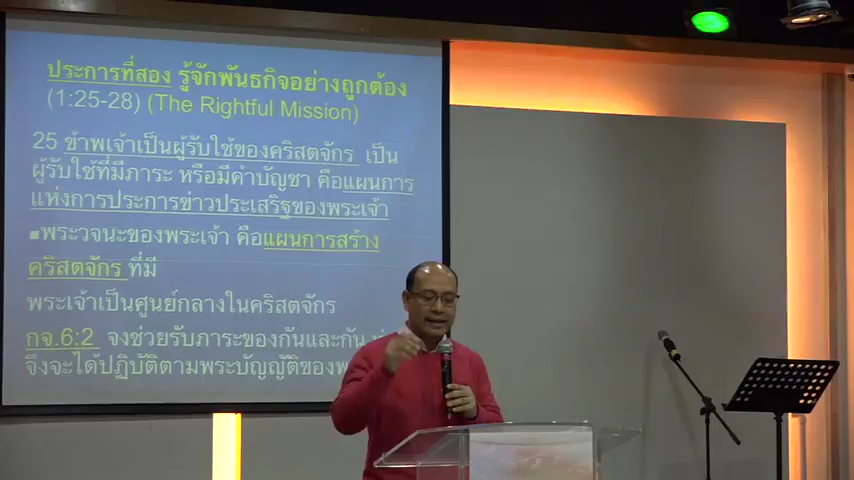 ประการที่สอง รู้จักพันธกิจอย่างถูกต้อง
(1:25-28) (The Rightful Mission)
25 ข้าพเจ้าเป็นผู้รับใช้ของคริสตจักร เป็น
ผู้รับใช้ที่มีภาระ หรือมีคำบัญชา คือแผนการ
แห่งการประการข่าวประเสริฐของพระเจ้า
■พระวจนะของพระเจ้า คือแผนการสร้าง
คริสตจักร ที่มี
พระเจ้าเป็นศูนย์กลางในคริสตจักร
กจ.6:2 จงช่วยรับภาระของกันและกัน
จึงจะได้ปฏิบัติตามพระบัญญัติของ